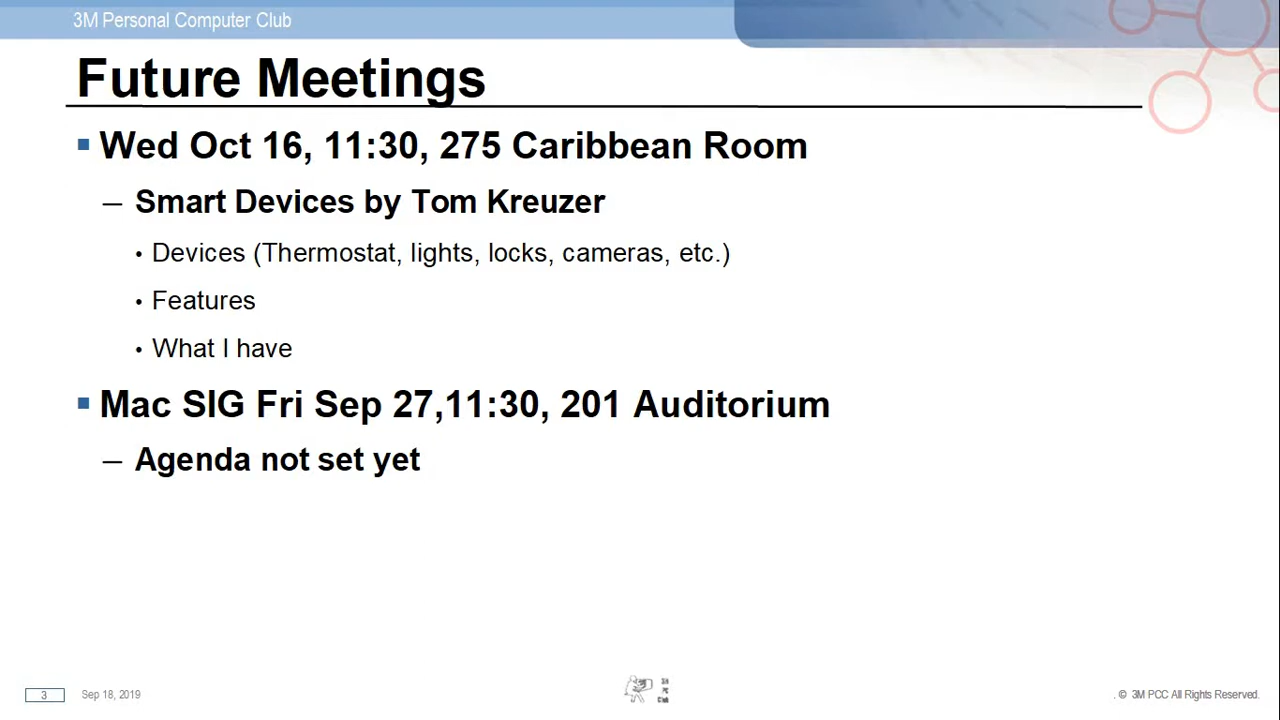 3M Personal Computer Club
Future Meetings
▪ Wed Oct 16, 11:30, 275 Caribbean Room
– Smart Devices by Tom Kreuzer
• Devices (Thermostat, lights, locks, cameras, etc.)
• Features
• What I have
▪ Mac SIG Fri Sep 27,11:30, 201 Auditorium
– Agenda not set yet
3
Sep 18, 2019
. © 3M PCC All Rights Reserved.